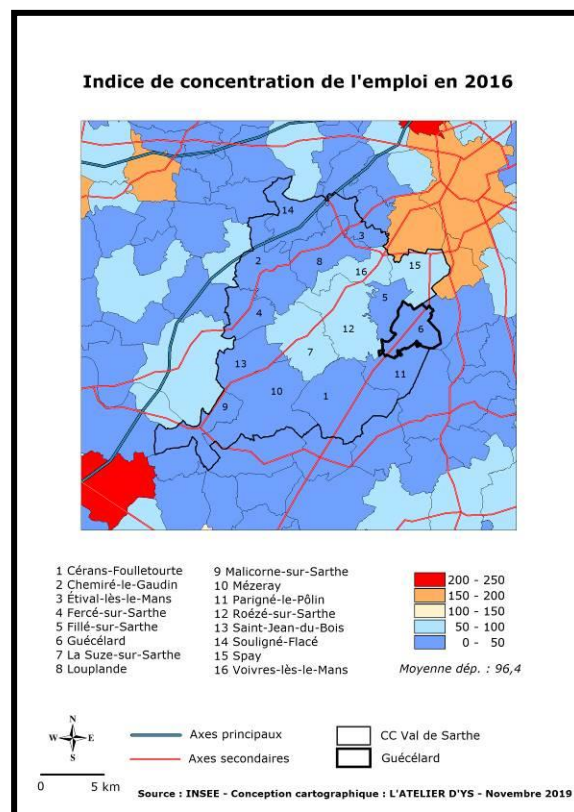 Indice de concentration de l'emploi en 2016
14
3
2
8
16
15
5
4
12
6
7
13
11
10
1
9
1 Cérans-Foulletourte
2 Chemiré-le-Gaudin
3 Étival-lès-le-Mans
4 Fercé-sur-Sarthe
5 Fillé-sur-Sarthe
6 Guécélard
7 La Suze-sur-Sarthe
8 Louplande
9 Malicorne-sur-Sarthe
10 Mézeray
11 Parigné-le-Pôlin
12 Roézé-sur-Sarthe
13 Saint-Jean-du-Bois
14 Souligné-Flacé
15 Spay
16 Voivres-lès-le-Mans
200 - 250
150 - 200
100 - 150
50 - 100
0 - 50
Moyenne dép. : 96,4
N
W E
S
Axes principaux
Axes secondaires
CC Val de Sarthe
Guécélard
0 5 km
Source : INSEE - Conception cartographique : L'ATELIER D'YS - Novembre 2019